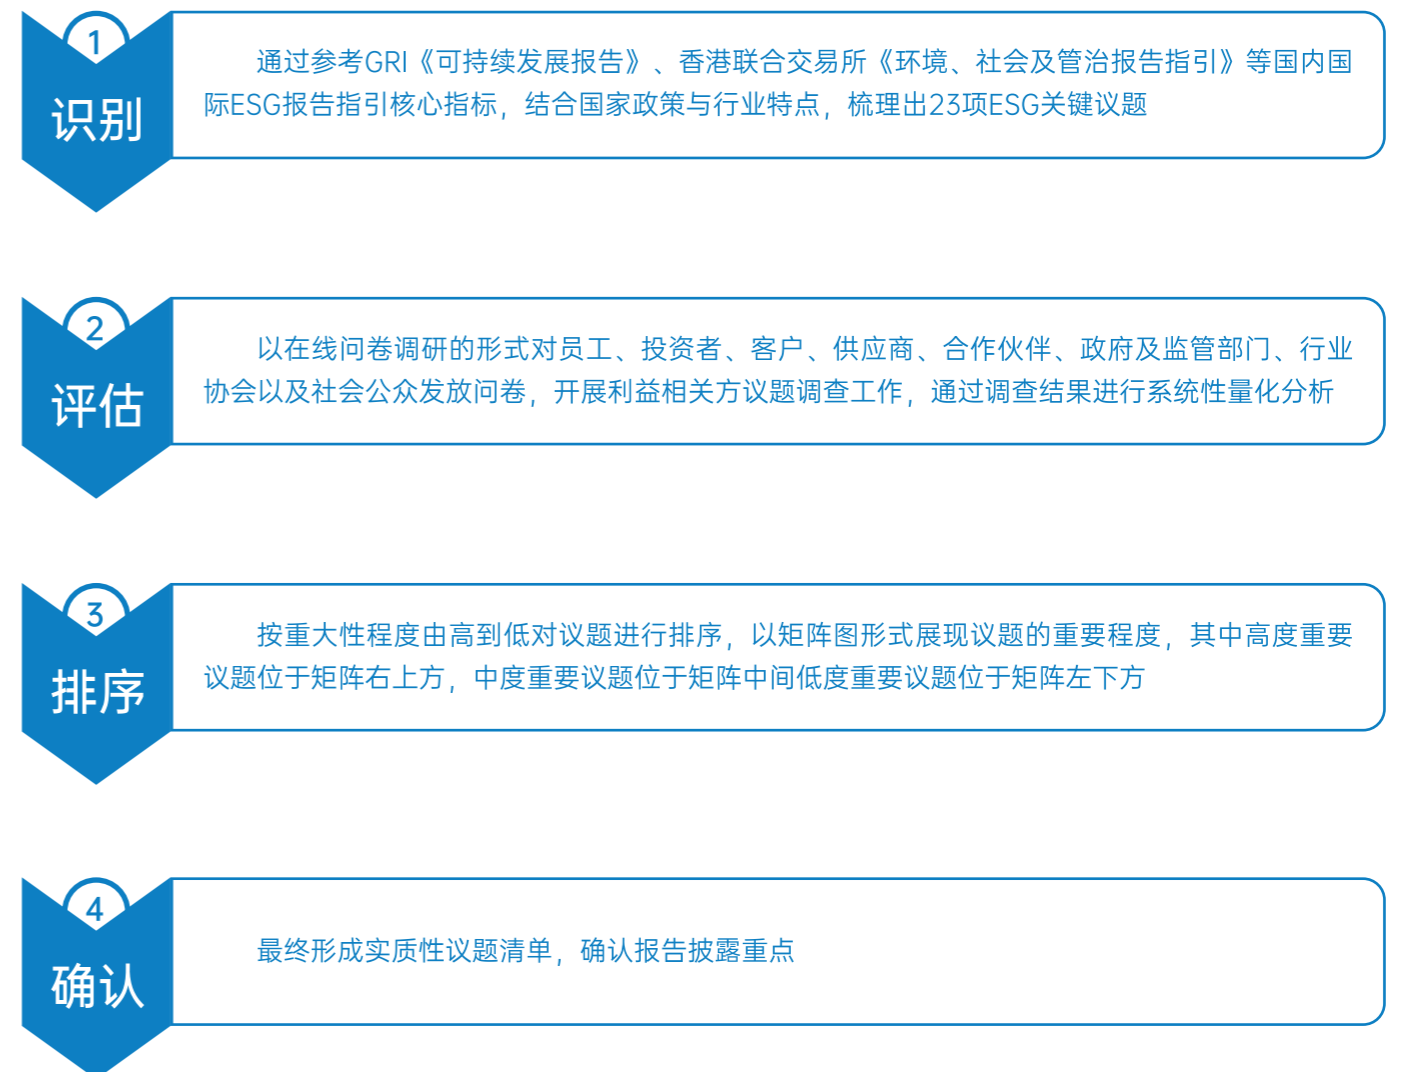 1
识别
通过参考GRI《可持续发展报告》、香港联合交易所《环境、社会及管治报告指引》等国内国
际ESG报告指引核心指标，结合国家政策与行业特点，梳理出23项ESG关键议题
2
评估
以在线问卷调研的形式对员工、投资者、客户、供应商、合作伙伴、政府及监管部门、行业
协会以及社会公众发放问卷，开展利益相关方议题调查工作，通过调查结果进行系统性量化分析
3
排序
按重大性程度由高到低对议题进行排序，以矩阵图形式展现议题的重要程度，其中高度重要
议题位于矩阵右上方，中度重要议题位于矩阵中间低度重要议题位于矩阵左下方
4
确认
最终形成实质性议题清单，确认报告披露重点